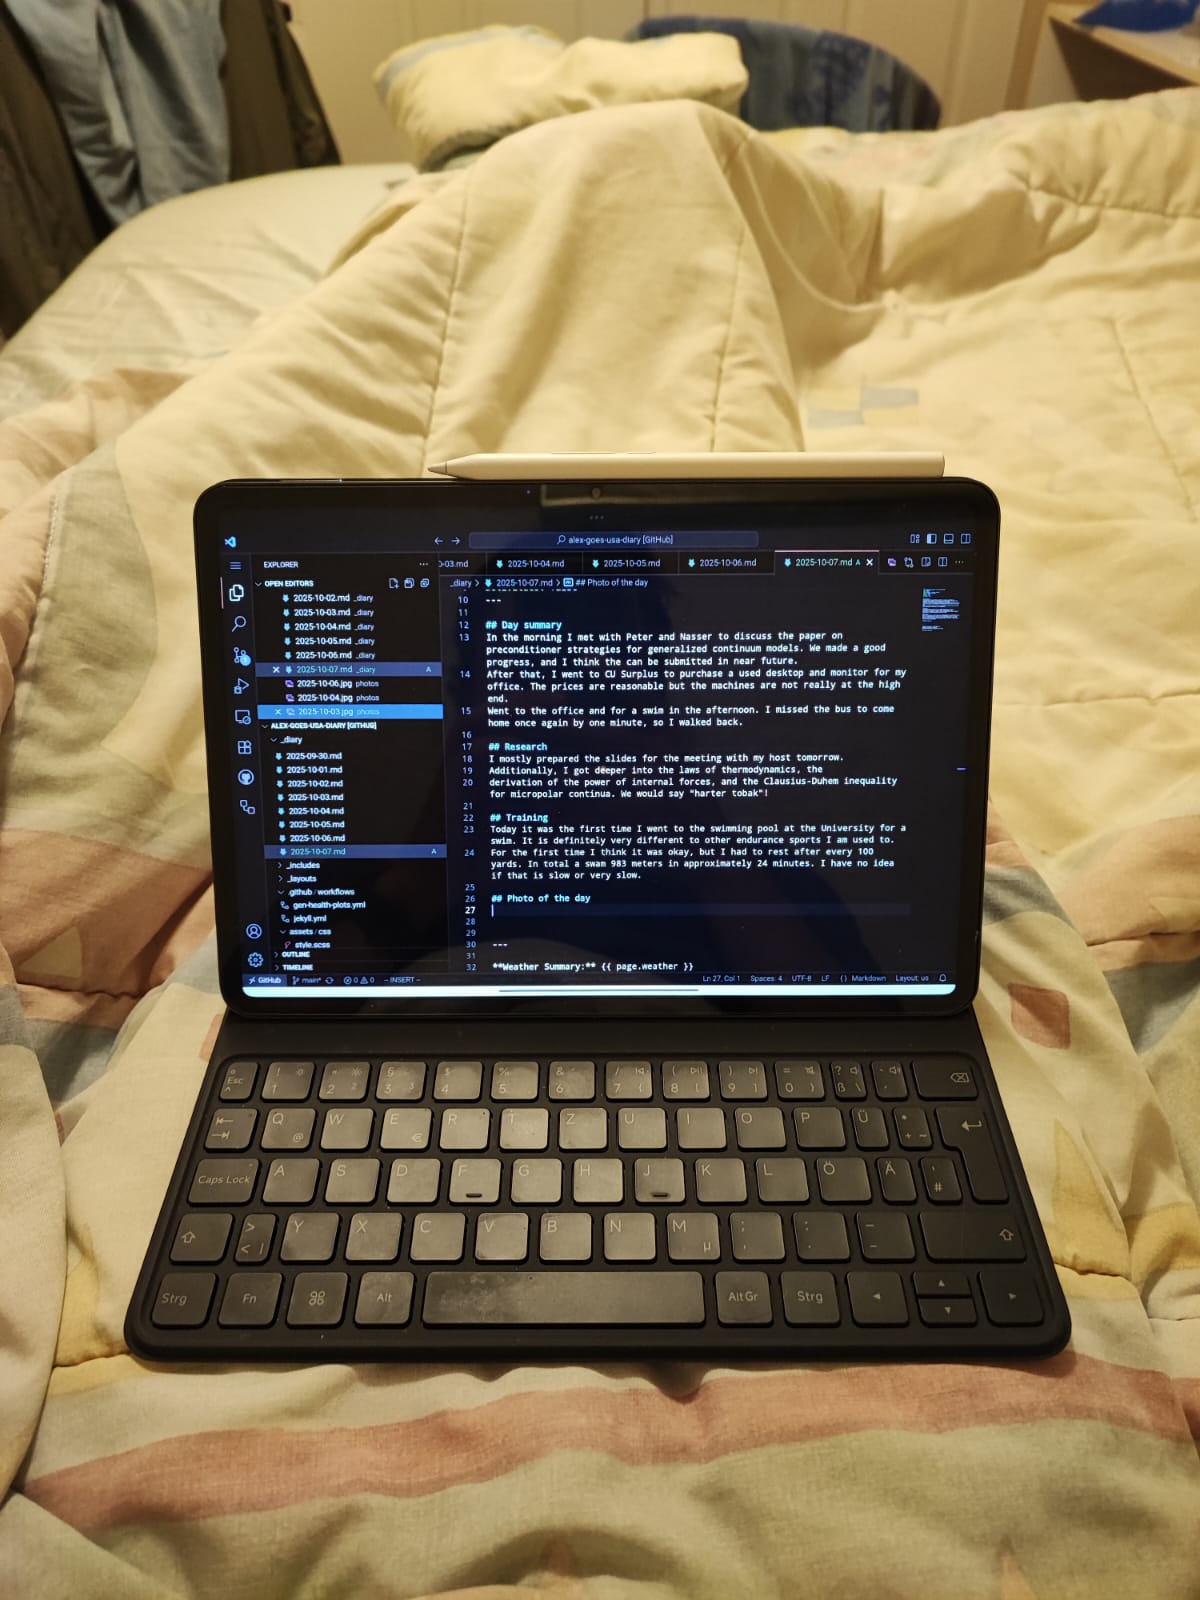 alex-goes-usa-diary [GitHub]
EXPLORER
0-03.md 2025-10-04.md 2025-10-05.md 2025-10-06.md 2025-10-07.md A
OPEN EDITORS
2025-10-02.md _diary
2025-10-03.md _diary
2025-10-04.md _diary
2025-10-05.md _diary
2025-10-06.md _diary
2025-10-07.md _diary A
2025-10-06.jpg photos
2025-10-04.jpg photos
2025-10-03.jpg photos
ALEX-GOES-USA-DIARY [GITHUB]
_diary
2025-09-30.md
2025-10-01.md
2025-10-02.md
2025-10-03.md
2025-10-04.md
2025-10-05.md
2025-10-06.md
2025-10-07.md A
_includes
_layouts
.github / workflows
gen-health-plots.yml
jekyll.yml
assets / css
style.scss
OUTLINE
TIMELINE
_diary > 2025-10-07.md > ## Photo of the day
10 ---
11
12 ## Day summary
13 In the morning I met with Peter and Nasser to discuss the paper on
preconditioner strategies for generalized continuum models. We made a good
progress, and I think the can be submitted in near future.
14 After that, I went to CU Surplus to purchase a used desktop and monitor for my
office. The prices are reasonable but the machines are not really at the high
end.
15 Went to the office and for a swim in the afternoon. I missed the bus to come
home once again by one minute, so I walked back.
16
17 ## Research
18 I mostly prepared the slides for the meeting with my host tomorrow.
19 Additionally, I got deeper into the laws of thermodynamics, the
20 derivation of the power of internal forces, and the Clausius-Duhem inequality
for micropolar continua. We would say "harter tobak"!
21
22 ## Training
23 Today it was the first time I went to the swimming pool at the University for a
swim. It is definitely very different to other endurance sports I am used to.
24 For the first time I think it was okay, but I had to rest after every 100
yards. In total a swam 983 meters in approximately 24 minutes. I have no idea
if that is slow or very slow.
25
26 ## Photo of the day
27
28
29
30 ---
31
32 **Weather Summary:** {{ page.weather }}
GitHub main* 0 0 -- INSERT -- Ln 27, Col 1 Spaces: 4 UTF-8 LF {} Markdown Layout: us
Esc ^ ! 1 " 2 ² § 3 ³ $ 4 % 5 & 6 / 7 { ( 8 [ ) 9 ] = 0 } ? ß \
Q @ W E € R T Z U I O P Ü * + ~
Caps Lock A S D F G H J K L Ö Ä ' #
> < | Y X C V B N M µ ; , : . _ -
Strg Fn ⌘ Alt Alt Gr Strg